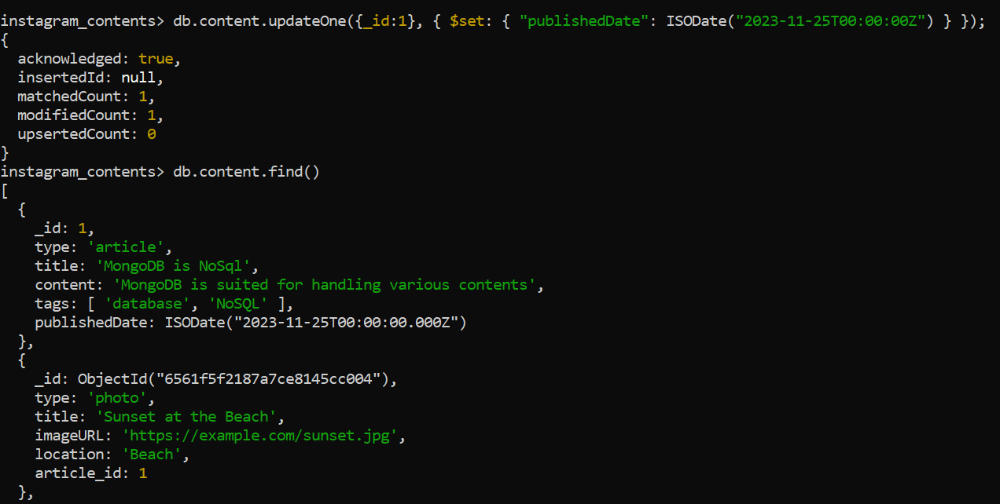 instagram_contents> db.content.updateOne({_id:1}, { $set: { "publishedDate": ISODate("2023-11-25T00:00:00Z") } });
{
  acknowledged: true,
  insertedId: null,
  matchedCount: 1,
  modifiedCount: 1,
  upsertedCount: 0
}
instagram_contents> db.content.find()
[
  {
    _id: 1,
    type: 'article',
    title: 'MongoDB is NoSql',
    content: 'MongoDB is suited for handling various contents',
    tags: [ 'database', 'NoSQL' ],
    publishedDate: ISODate("2023-11-25T00:00:00.000Z")
  },
  {
    _id: ObjectId("6561f5f2187a7ce8145cc004"),
    type: 'photo',
    title: 'Sunset at the Beach',
    imageURL: 'https://example.com/sunset.jpg',
    location: 'Beach',
    article_id: 1
  },